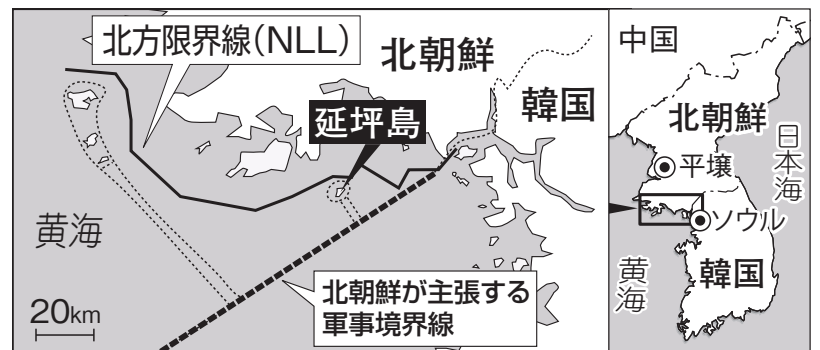 北方限界線(NLL)
北朝鮮
韓国
延坪島
黄海
20km
北朝鮮が主張する
軍事境界線
中国
北朝鮮
日本海
平壌
ソウル
黄海
韓国